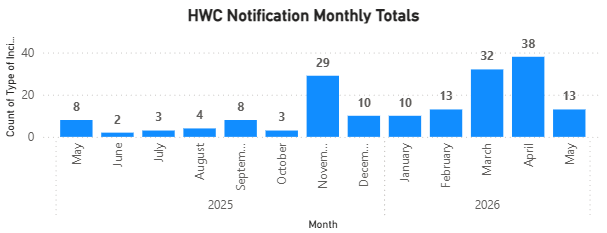 HWC Notification Monthly Totals
Count of Type of Inci...
40
20
0
8
2
3
4
8
3
29
10
10
13
32
38
13
May
June
July
August
Septem...
October
Novem...
Decem...
January
February
March
April
May
2025
2026
Month